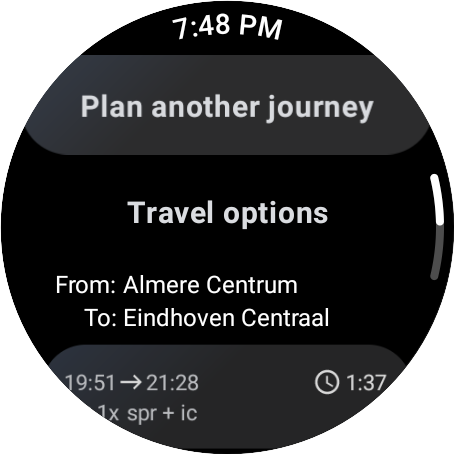 7:48 PM
Plan another journey
Travel options
From: Almere Centrum
To: Eindhoven Centraal
19:51 → 21:28 1:37
1x spr + ic